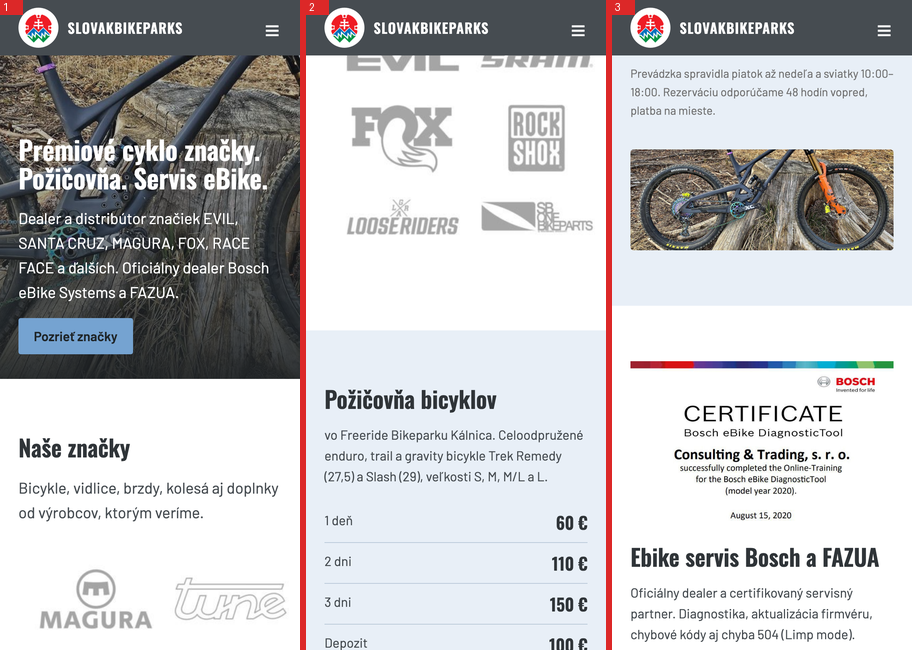 1
SLOVAKBIKEPARKS
Prémiové cyklo značky.
Požičovňa. Servis eBike.
Dealer a distribútor značiek EVIL,
SANTA CRUZ, MAGURA, FOX, RACE
FACE a ďalších. Oficiálny dealer Bosch
eBike Systems a FAZUA.
Pozrieť značky
Naše značky
Bicykle, vidlice, brzdy, kolesá aj doplnky
od výrobcov, ktorým veríme.
MAGURA
tune
2
SLOVAKBIKEPARKS
EVIL
SRAM
FOX
ROCK
SHOX
LOOSE RIDERS
SB
ONE
BIKEPARTS
Požičovňa bicyklov
vo Freeride Bikeparku Kálnica. Celoodpružené
enduro, trail a gravity bicykle Trek Remedy
(27,5) a Slash (29), veľkosti S, M, M/L a L.
1 deň 60 €
2 dni 110 €
3 dni 150 €
Depozit 100 €
3
SLOVAKBIKEPARKS
Prevádzka spravidla piatok až nedeľa a sviatky 10:00–
18:00. Rezerváciu odporúčame 48 hodín vopred,
platba na mieste.
BOSCH
Invented for life
CERTIFICATE
Bosch eBike DiagnosticTool
Consulting & Trading, s. r. o.
successfully completed the Online-Training
for the Bosch eBike DiagnosticTool
(model year 2020).
August 15, 2020
Ebike servis Bosch a FAZUA
Oficiálny dealer a certifikovaný servisný
partner. Diagnostika, aktualizácia firmvéru,
chybové kódy aj chyba 504 (Limp mode).